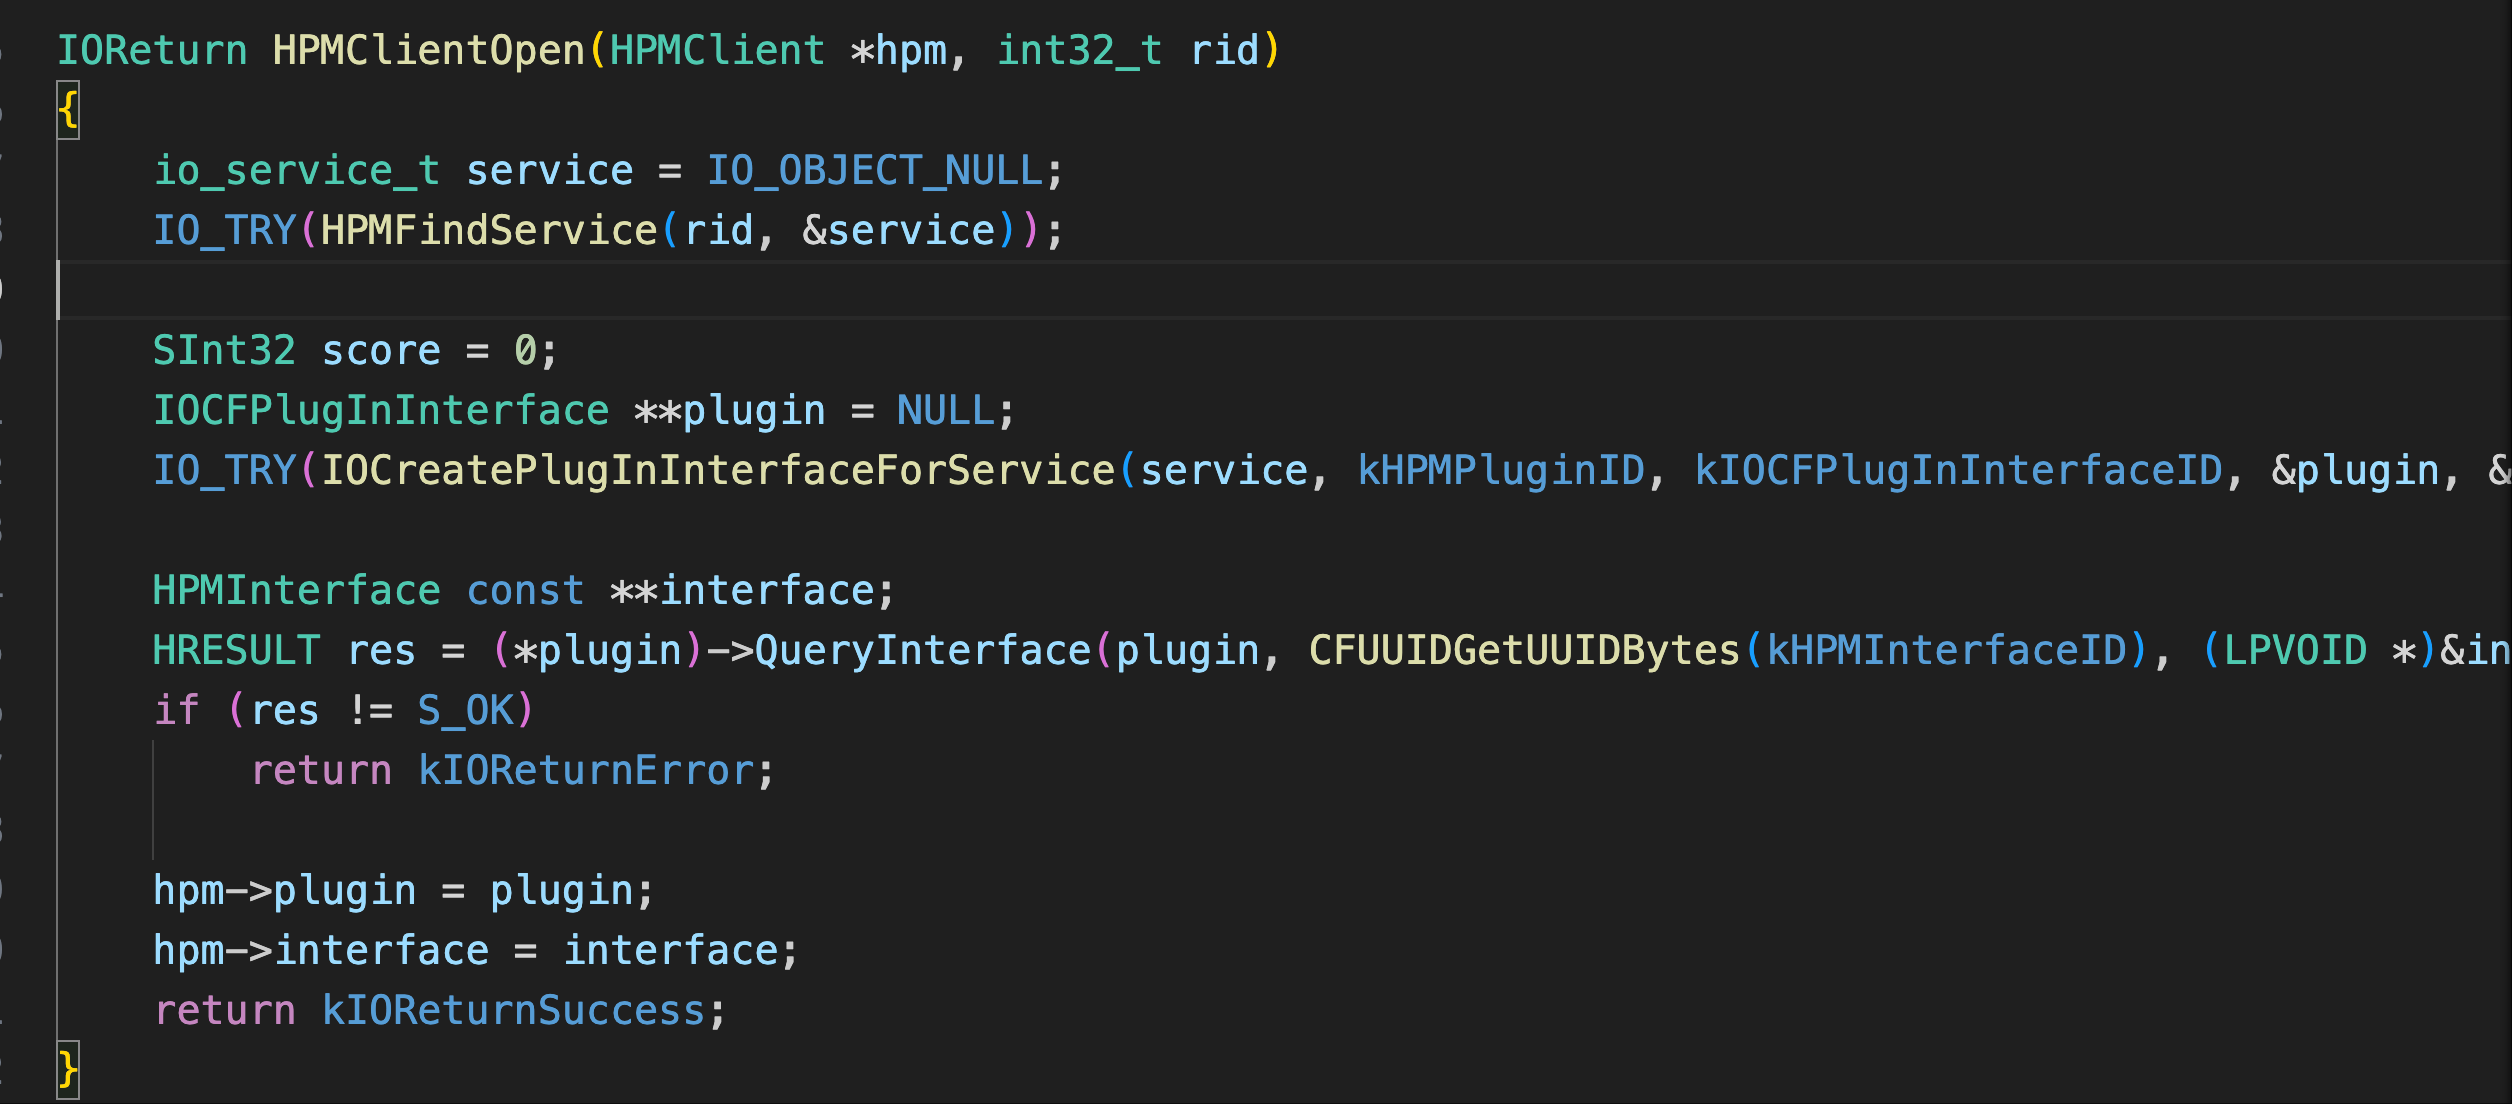 IOReturn HPMClientOpen(HPMClient *hpm, int32_t rid)
{
    io_service_t service = IO_OBJECT_NULL;
    IO_TRY(HPMFindService(rid, &service));

    SInt32 score = 0;
    IOCFPlugInInterface **plugin = NULL;
    IO_TRY(IOCreatePlugInInterfaceForService(service, kHPMPluginID, kIOCFPlugInInterfaceID, &plugin, &

    HPMInterface const **interface;
    HRESULT res = (*plugin)->QueryInterface(plugin, CFUUIDGetUUIDBytes(kHPMInterfaceID), (LPVOID *)&in
    if (res != S_OK)
        return kIOReturnError;

    hpm->plugin = plugin;
    hpm->interface = interface;
    return kIOReturnSuccess;
}